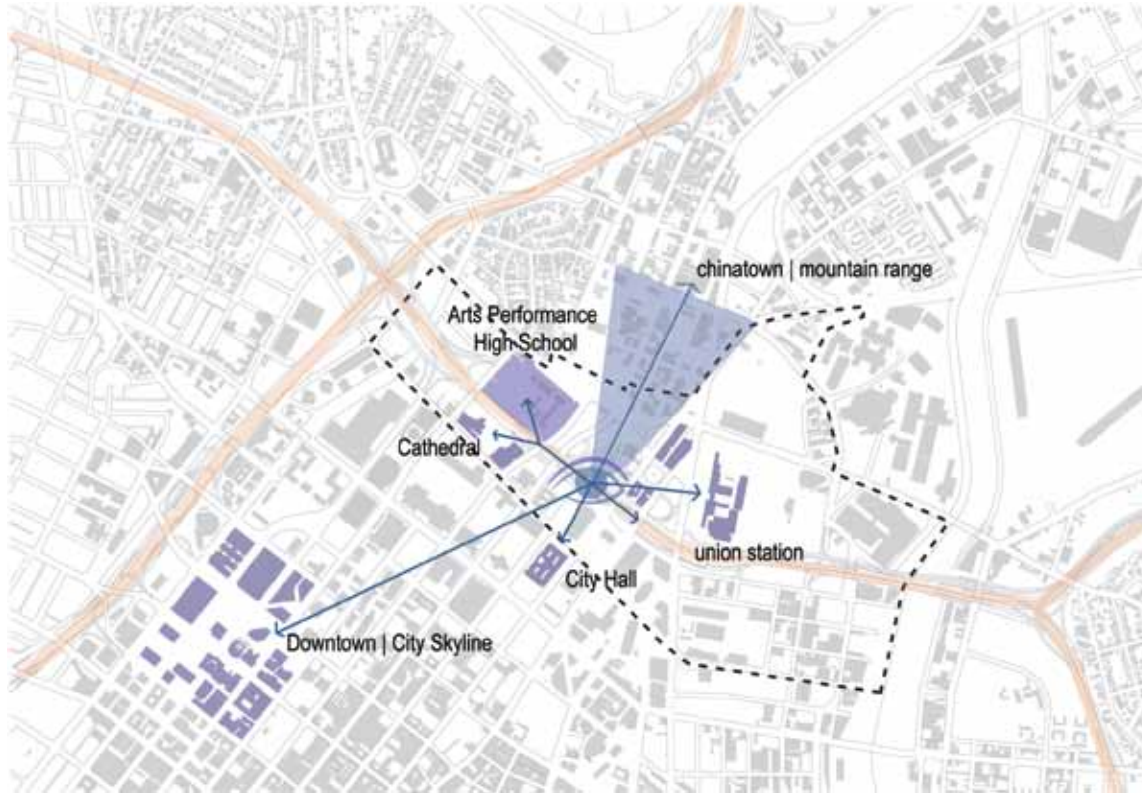 chinatown | mountain range
Arts Performance
High School
Cathedral
union station
City Hall
Downtown | City Skyline